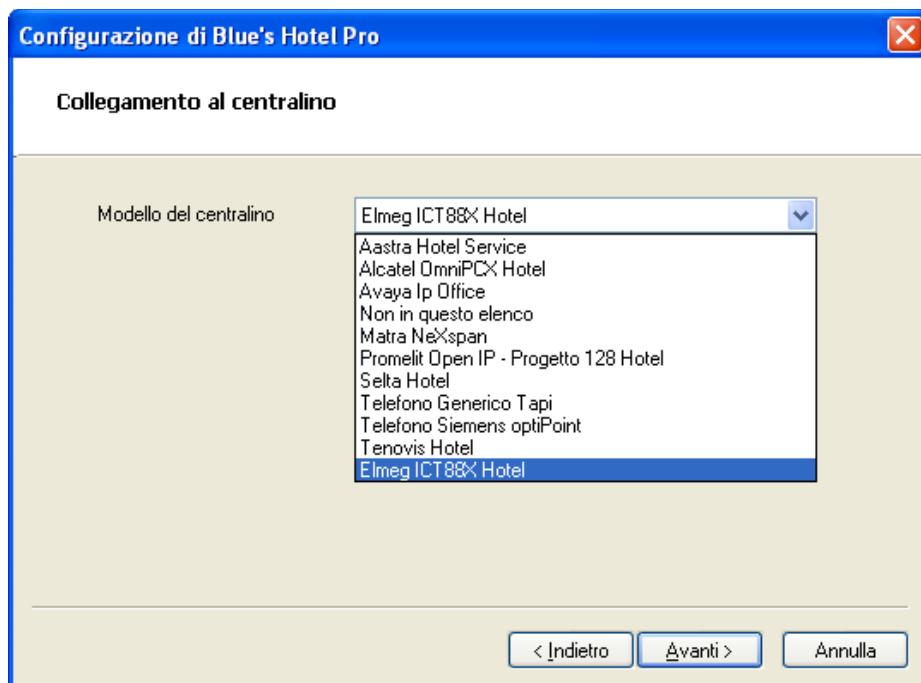 Configurazione di Blue's Hotel Pro
Collegamento al centralino
Modello del centralino
Elmeg ICT88X Hotel
Aastra Hotel Service
Alcatel OmniPCX Hotel
Avaya Ip Office
Non in questo elenco
Matra NeXspan
Promelit Open IP - Progetto 128 Hotel
Selta Hotel
Telefono Generico Tapi
Telefono Siemens optiPoint
Tenovis Hotel
Elmeg ICT88X Hotel
< Indietro Avanti > Annulla